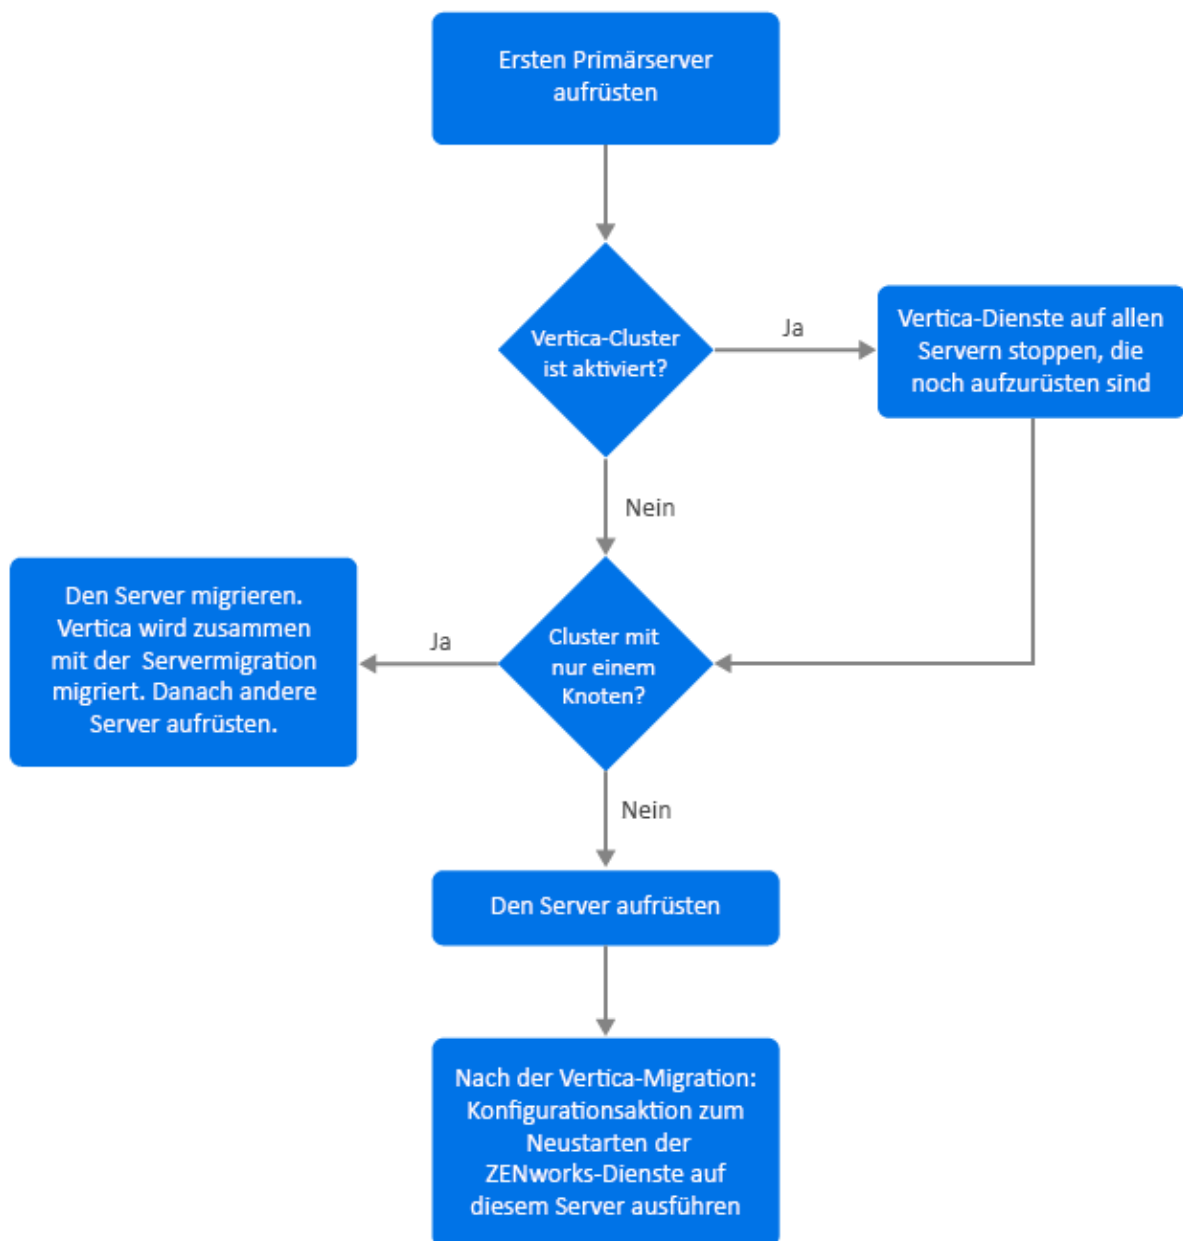 Ersten Primärserver
aufrüsten
Vertica-Cluster
ist aktiviert?
Ja
Vertica-Dienste auf allen
Servern stoppen, die
noch aufzurüsten sind
Nein
Den Server migrieren.
Vertica wird zusammen
mit der Servermigration
migriert. Danach andere
Server aufrüsten.
Ja
Cluster mit
nur einem
Knoten?
Nein
Den Server aufrüsten
Nach der Vertica-Migration:
Konfigurationsaktion zum
Neustarten der
ZENworks-Dienste auf
diesem Server ausführen